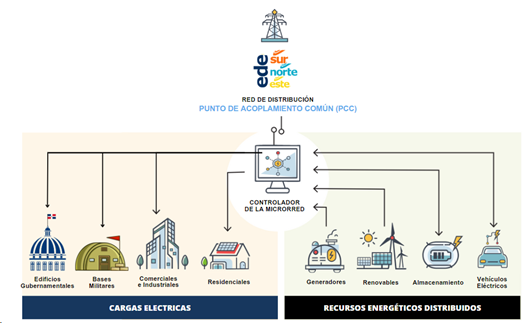 ede
sur
norte
este
RED DE DISTRIBUCIÓN
PUNTO DE ACOPLAMIENTO COMÚN (PCC)
CONTROLADOR
DE LA MICRORRED
Edificios
Gubernamentales
Bases
Militares
Comerciales
e Industriales
Residenciales
Generadores
Renovables
Almacenamiento
Vehículos
Eléctricos
CARGAS ELECTRICAS
RECURSOS ENERGÉTICOS DISTRIBUIDOS